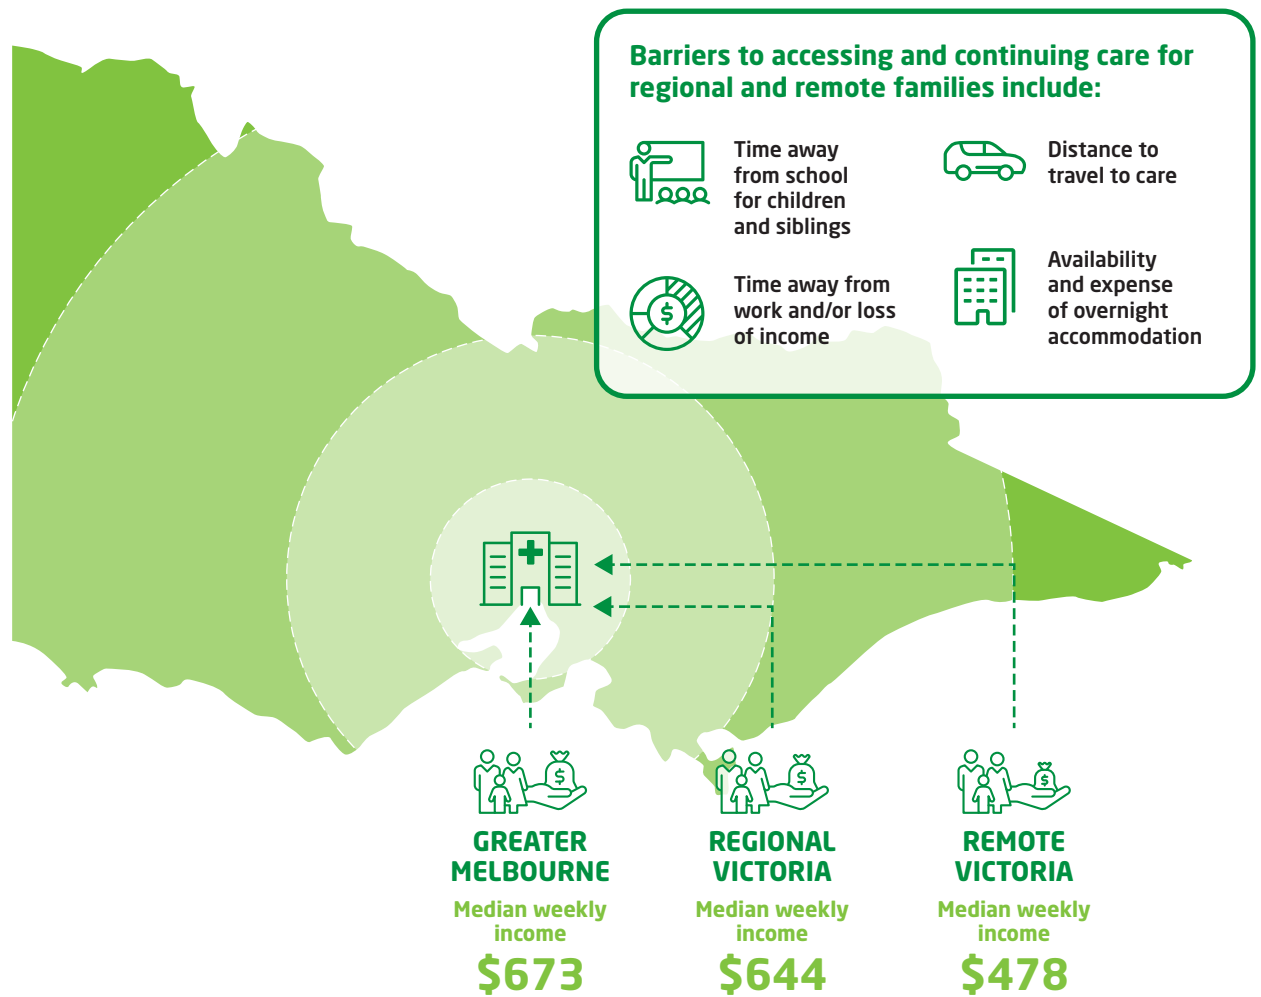 Barriers to accessing and continuing care for
regional and remote families include:
Time away
from school
for children
and siblings
Distance to
travel to care
$
Time away from
work and/or loss
of income
Availability
and expense
of overnight
accommodation
$
GREATER
MELBOURNE
Median weekly
income
$673
$
REGIONAL
VICTORIA
Median weekly
income
$644
$
REMOTE
VICTORIA
Median weekly
income
$478